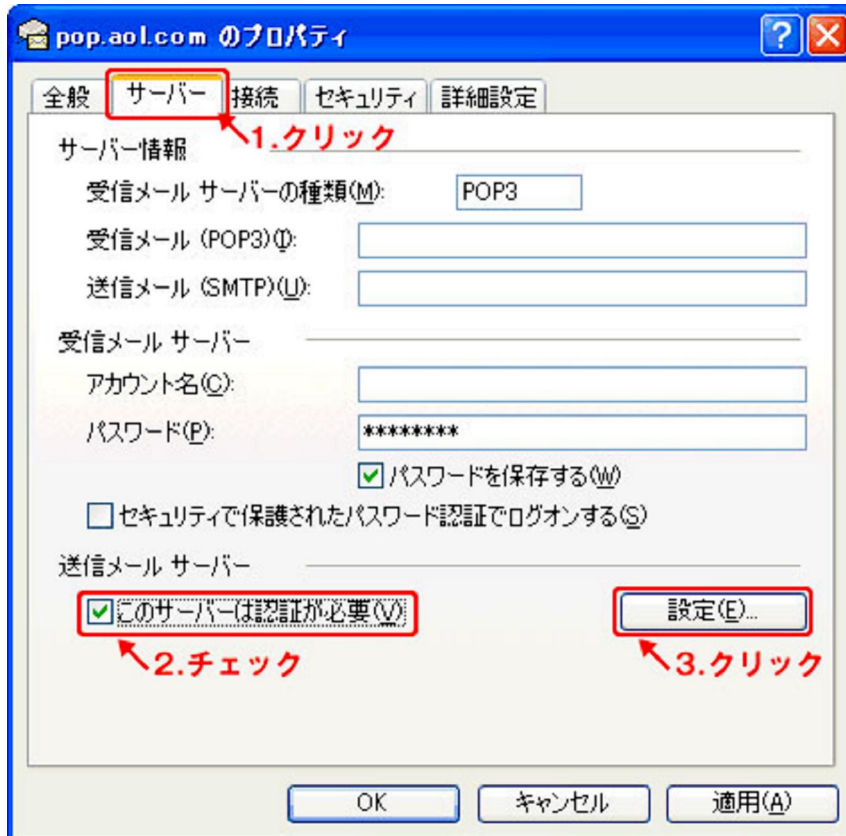 pop.aol.com のプロパティ
全般 サーバー 接続 セキュリティ 詳細設定
1.クリック
サーバー情報
受信メール サーバーの種類(M): POP3
受信メール (POP3)(I):
送信メール (SMTP)(U):
受信メール サーバー
アカウント名(C):
パスワード(P): ********
パスワードを保存する(W)
セキュリティで保護されたパスワード認証でログオンする(S)
送信メール サーバー
このサーバーは認証が必要(V) 設定(E)...
2.チェック 3.クリック
OK キャンセル 適用(A)